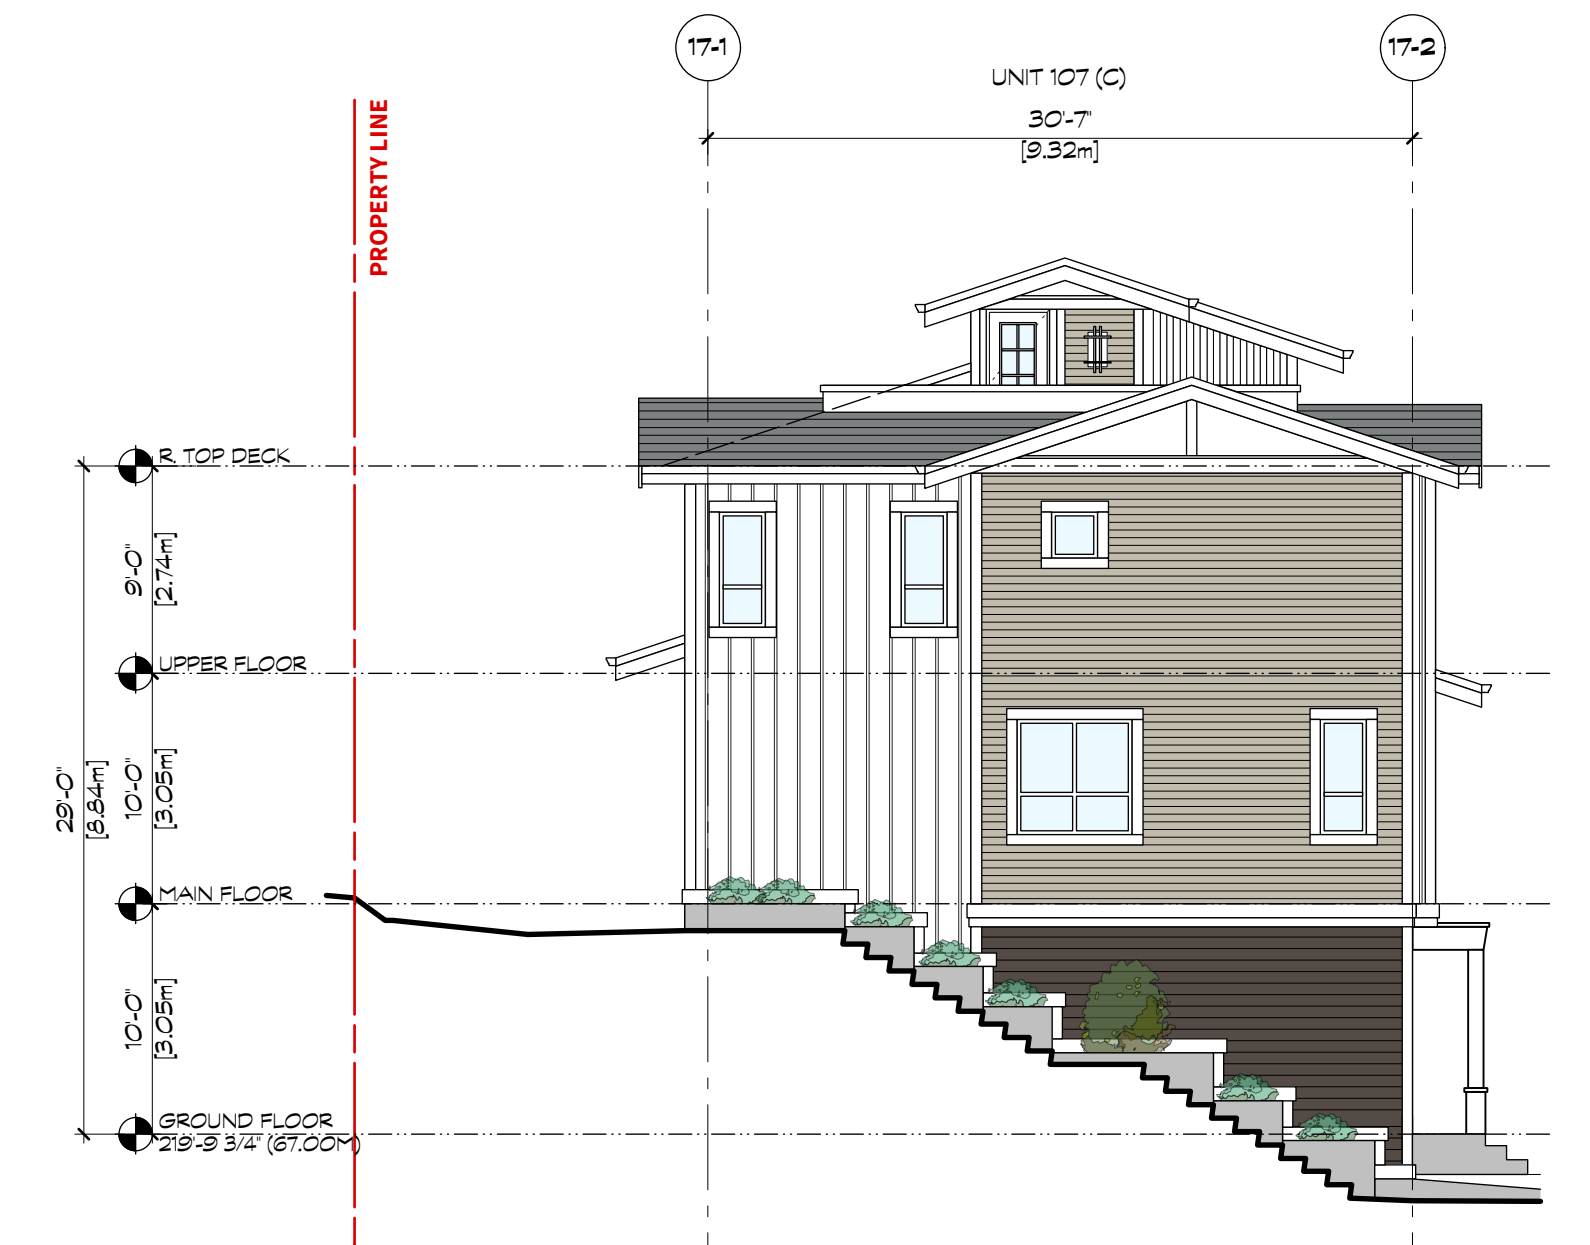 17-1
17-2
UNIT 107 (C)
30'-7"
[9.32m]
PROPERTY LINE
R. TOP DECK
9'-0"
[2.74m]
UPPER FLOOR
29'-0"
[8.84m]
10'-0"
[3.05m]
MAIN FLOOR
10'-0"
[3.05m]
GROUND FLOOR
219'-9 3/4" (67.00M)